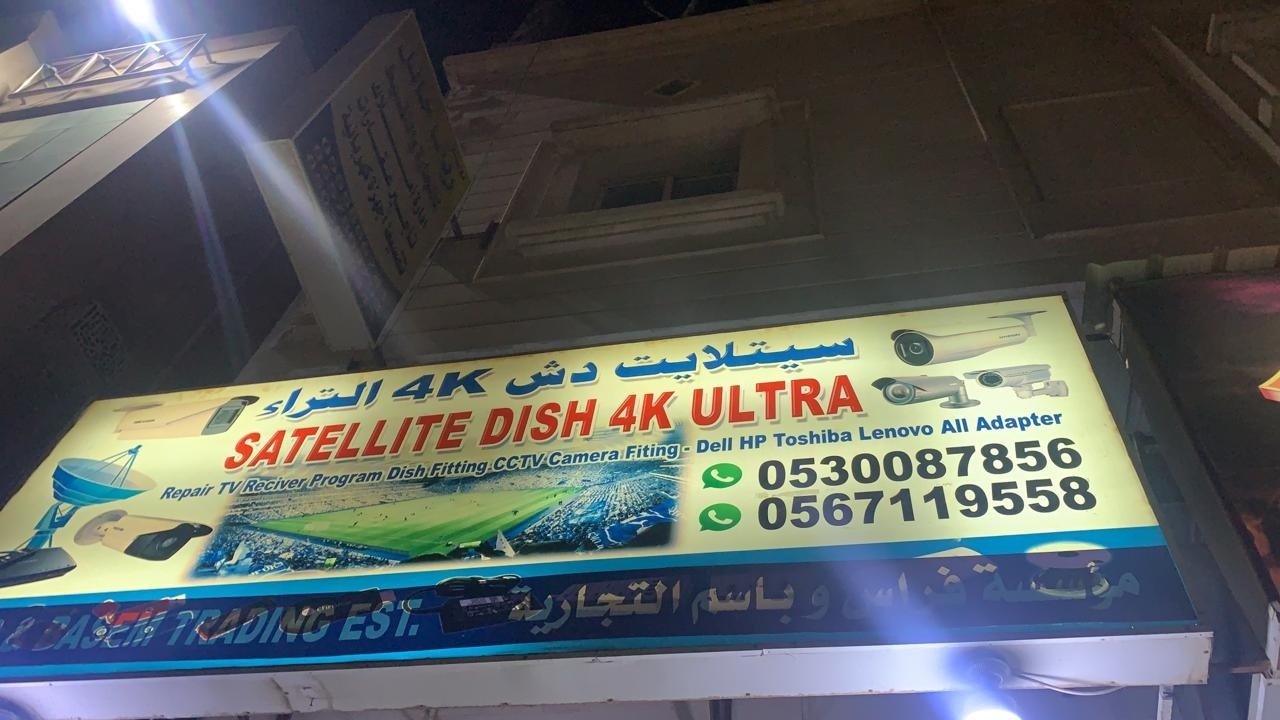 سيتلايت دش 4K التراء
SATELLITE DISH 4K ULTRA
Repair TV Reciver Program Dish Fitting CCTV Camera Fiting - Dell HP Toshiba Lenovo All Adapter
0530087856
0567119558
مؤسسة فراس و باسم التجارية
& BASEM TRADING EST.